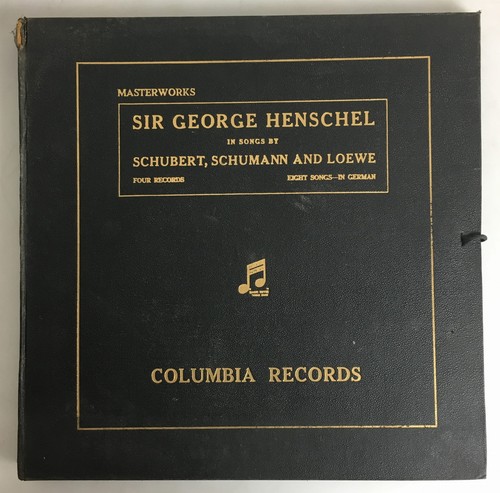 MASTERWORKS
SIR GEORGE HENSCHEL
IN SONGS BY
SCHUBERT, SCHUMANN AND LOEWE
FOUR RECORDS EIGHT SONGS—IN GERMAN
COLUMBIA RECORDS